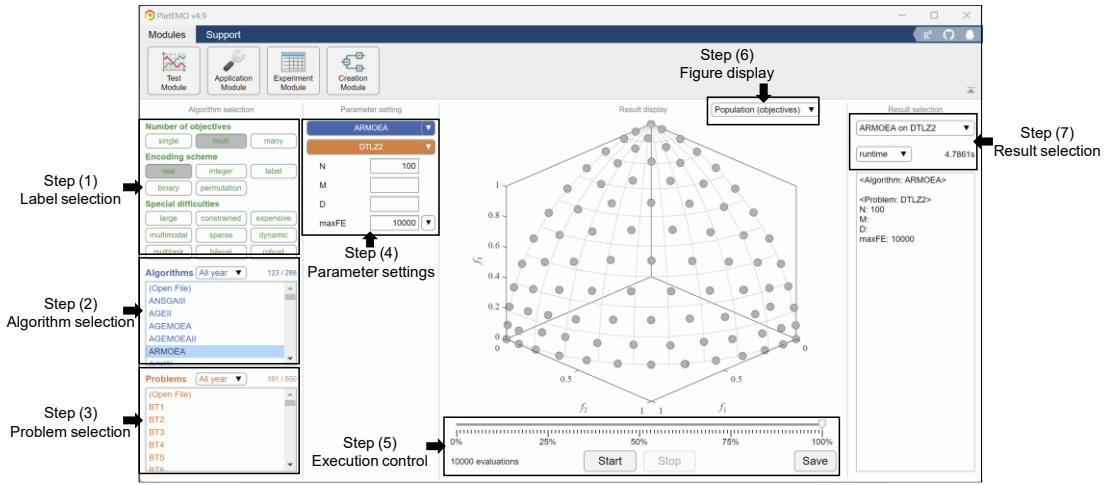 PlatEMO v4.9
Modules Support
Test Module
Application Module
Experiment Module
Creation Module
Step (6)
Figure display
Algorithm selection
Parameter setting
Result display
Population (objectives)
Result selection
Step (1)
Label selection
Number of objectives
single multi many
Encoding scheme
real integer label
binary permutation
Special difficulties
large constrained expensive
multimodal sparse dynamic
multitask bilevel robust
Step (2)
Algorithm selection
Algorithms All year 123 / 288
(Open File)
ANSGAIII
AGEII
AGEMOEA
AGEMOEAII
ARMOEA
Step (3)
Problem selection
Problems All year 191 / 550
(Open File)
BT1
BT2
BT3
BT4
BT5
BT6
ARMOEA
DTLZ2
N 100
M
D
maxFE 10000
Step (4)
Parameter settings
1
0.8
0.6
f3
0.4
0.2
0
0
0
0.5
0.5
f2
1 1
f1
Step (5)
Execution control
0% 25% 50% 75% 100%
10000 evaluations Start Stop Save
ARMOEA on DTLZ2
runtime 4.7861s
Step (7)
Result selection
<Algorithm: ARMOEA>
<Problem: DTLZ2>
N: 100
M:
D:
maxFE: 10000